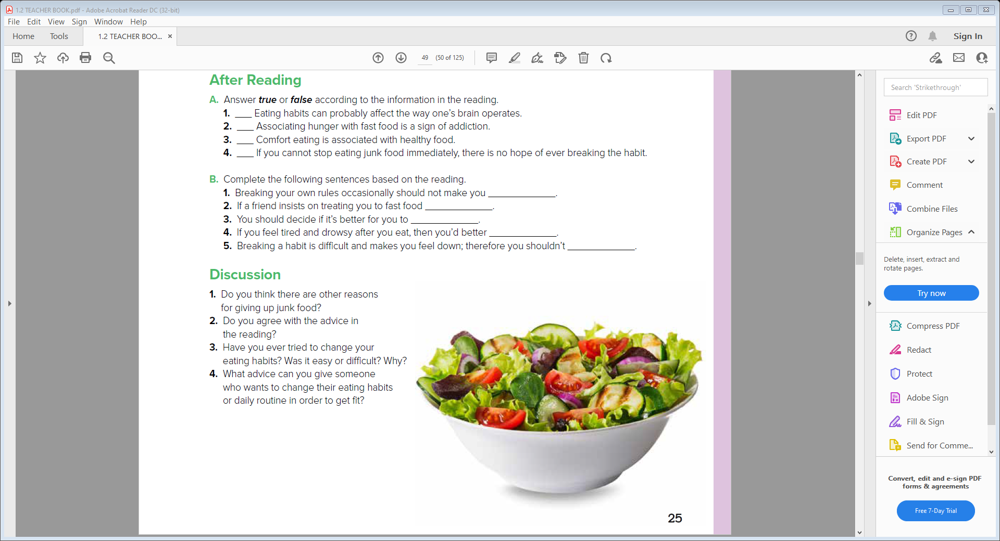 1.2 TEACHER BOOK.pdf - Adobe Acrobat Reader DC (32-bit)
File Edit View Sign Window Help
Home Tools 1.2 TEACHER BOO... × Sign In
49 (50 of 125)
After Reading
A. Answer true or false according to the information in the reading.
1. ___ Eating habits can probably affect the way one's brain operates.
2. ___ Associating hunger with fast food is a sign of addiction.
3. ___ Comfort eating is associated with healthy food.
4. ___ If you cannot stop eating junk food immediately, there is no hope of ever breaking the habit.
B. Complete the following sentences based on the reading.
1. Breaking your own rules occasionally should not make you ____________.
2. If a friend insists on treating you to fast food ____________.
3. You should decide if it's better for you to ____________.
4. If you feel tired and drowsy after you eat, then you'd better ____________.
5. Breaking a habit is difficult and makes you feel down; therefore you shouldn't ____________.
Discussion
1. Do you think there are other reasons
for giving up junk food?
2. Do you agree with the advice in
the reading?
3. Have you ever tried to change your
eating habits? Was it easy or difficult? Why?
4. What advice can you give someone
who wants to change their eating habits
or daily routine in order to get fit?
25
Search 'Strikethrough'
Edit PDF
Export PDF
Create PDF
Comment
Combine Files
Organize Pages
Delete, insert, extract and
rotate pages.
Try now
Compress PDF
Redact
Protect
Adobe Sign
Fill & Sign
Send for Comme...
Convert, edit and e-sign PDF
forms & agreements
Free 7-Day Trial